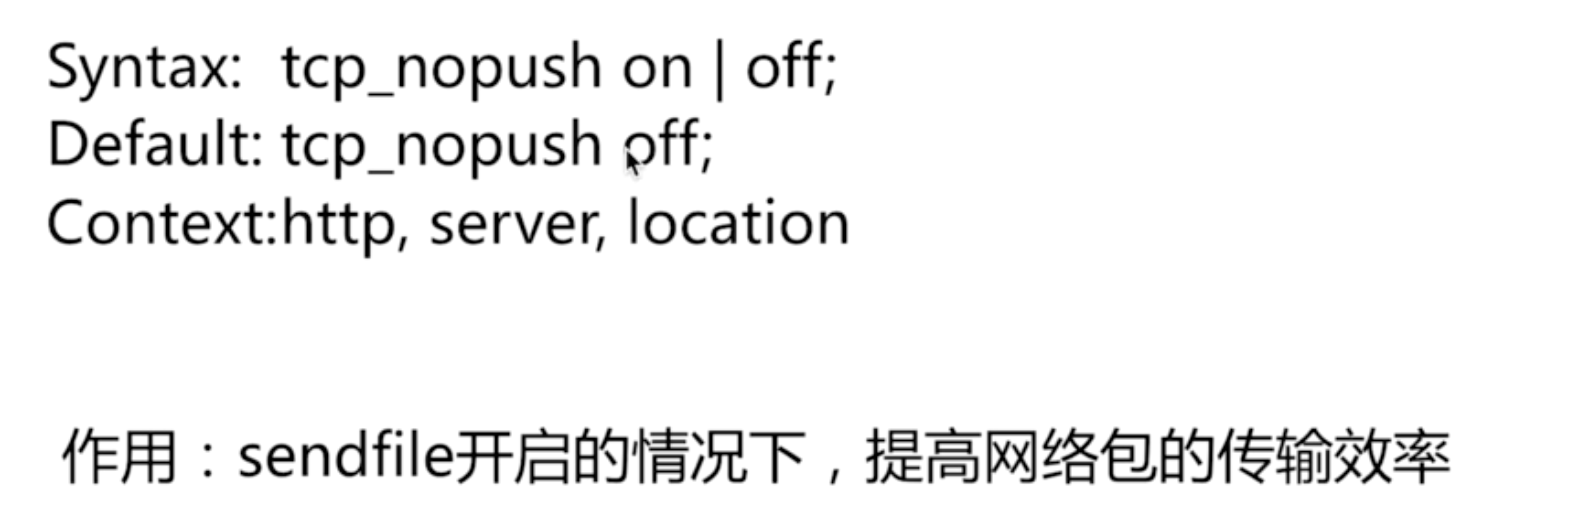 Syntax: tcp_nopush on | off;
Default: tcp_nopush off;
Context:http, server, location
作用：sendfile开启的情况下，提高网络包的传输效率